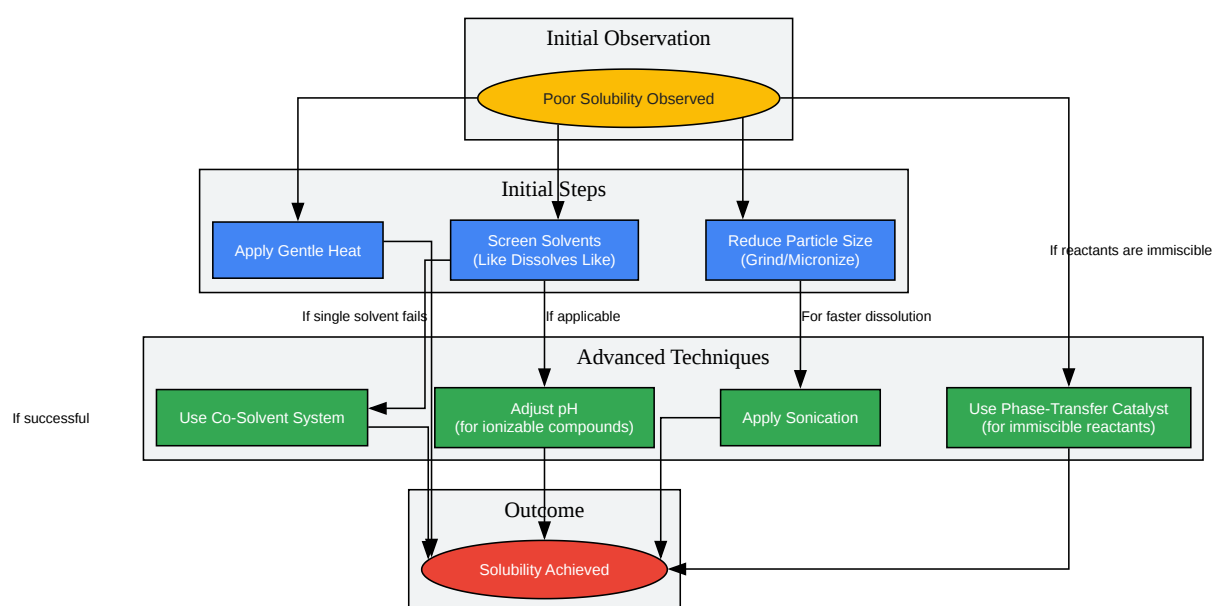 Initial Observation
Poor Solubility Observed
Initial Steps
Apply Gentle Heat
Screen Solvents
(Like Dissolves Like)
Reduce Particle Size
(Grind/Micronize)
If reactants are immiscible
If single solvent fails
If applicable
For faster dissolution
Advanced Techniques
If successful
Use Co-Solvent System
Adjust pH
(for ionizable compounds)
Apply Sonication
Use Phase-Transfer Catalyst
(for immiscible reactants)
Outcome
Solubility Achieved